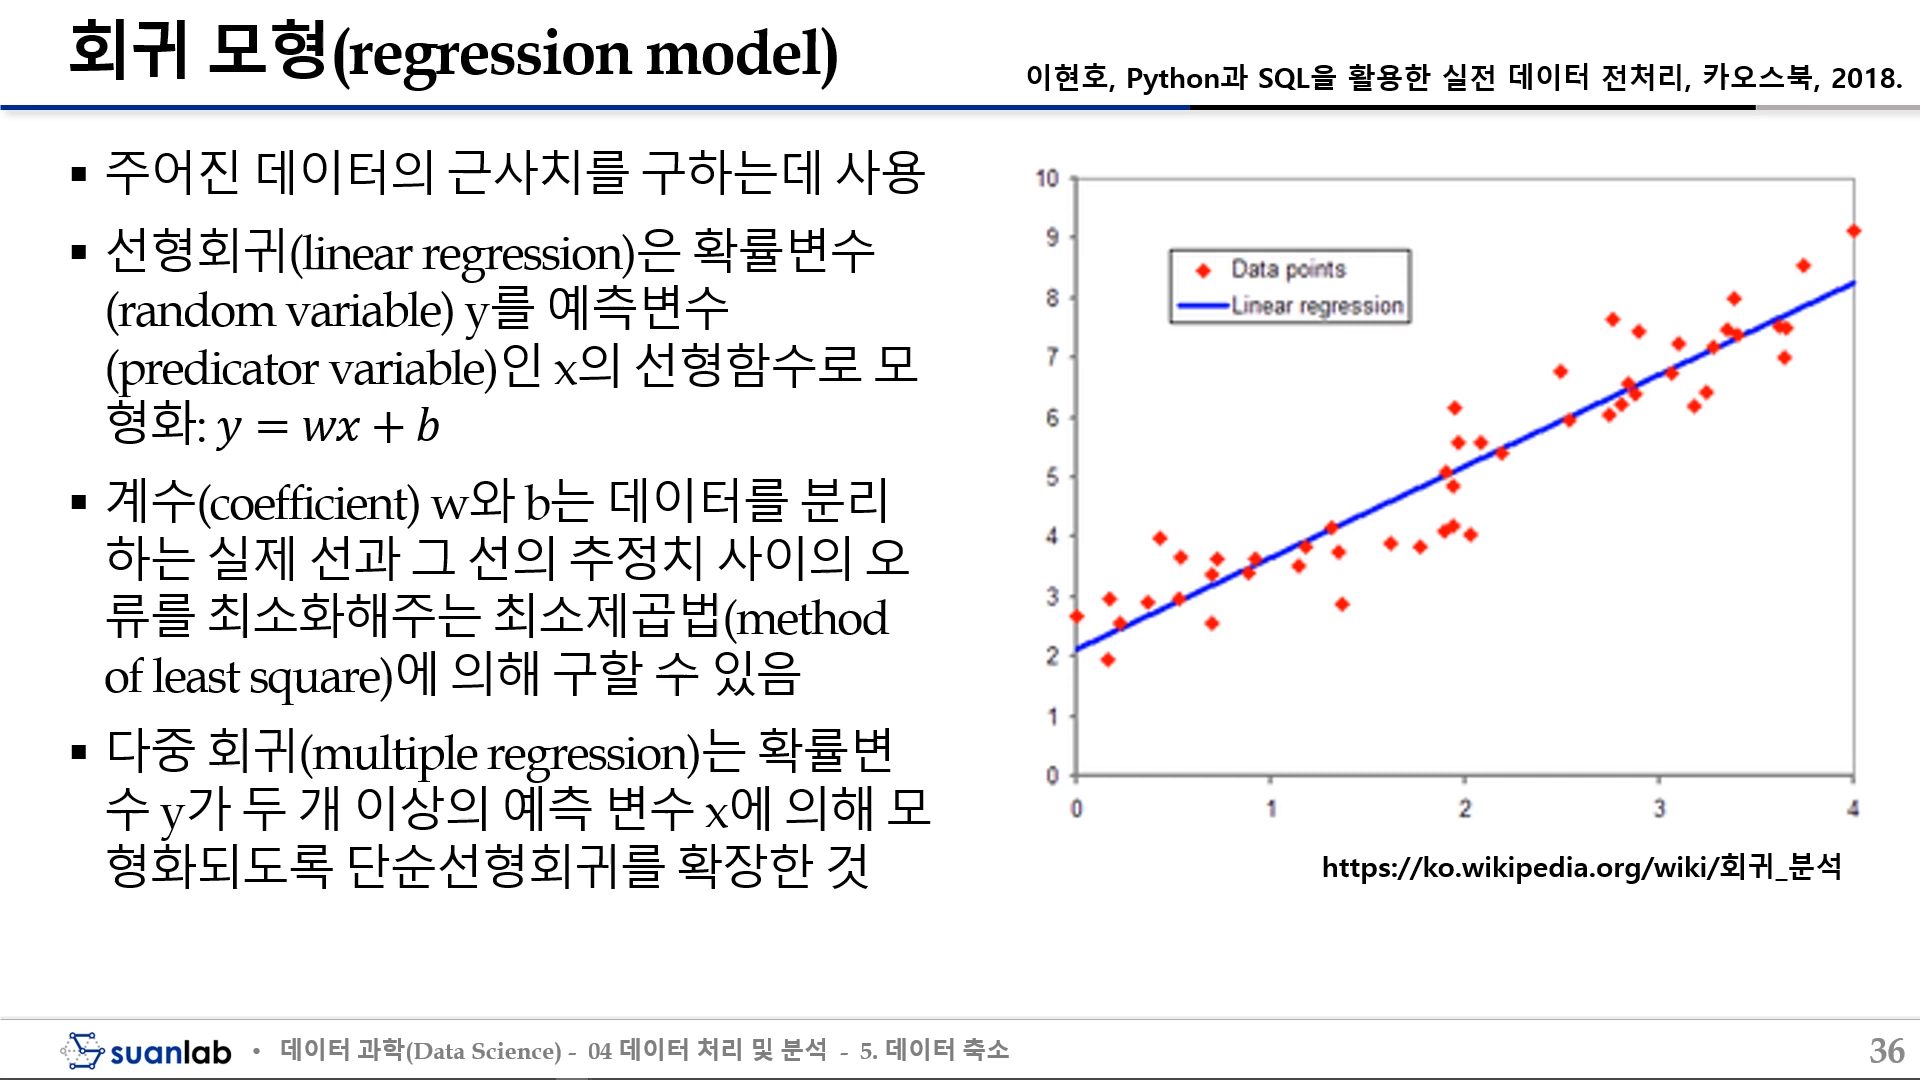 회귀 모형(regression model)
이현호, Python과 SQL을 활용한 실전 데이터 전처리, 카오스북, 2018.
▪ 주어진 데이터의 근사치를 구하는데 사용
▪ 선형회귀(linear regression)은 확률변수
(random variable) y를 예측변수
(predicator variable)인 x의 선형함수로 모
형화: y = wx + b
▪ 계수(coefficient) w와 b는 데이터를 분리
하는 실제 선과 그 선의 추정치 사이의 오
류를 최소화해주는 최소제곱법(method
of least square)에 의해 구할 수 있음
▪ 다중 회귀(multiple regression)는 확률변
수 y가 두 개 이상의 예측 변수 x에 의해 모
형화되도록 단순선형회귀를 확장한 것
10
9
8
7
6
5
4
3
2
1
0
Data points
Linear regression
0 1 2 3 4
https://ko.wikipedia.org/wiki/회귀_분석
suanlab • 데이터 과학(Data Science) - 04 데이터 처리 및 분석 - 5. 데이터 축소
36